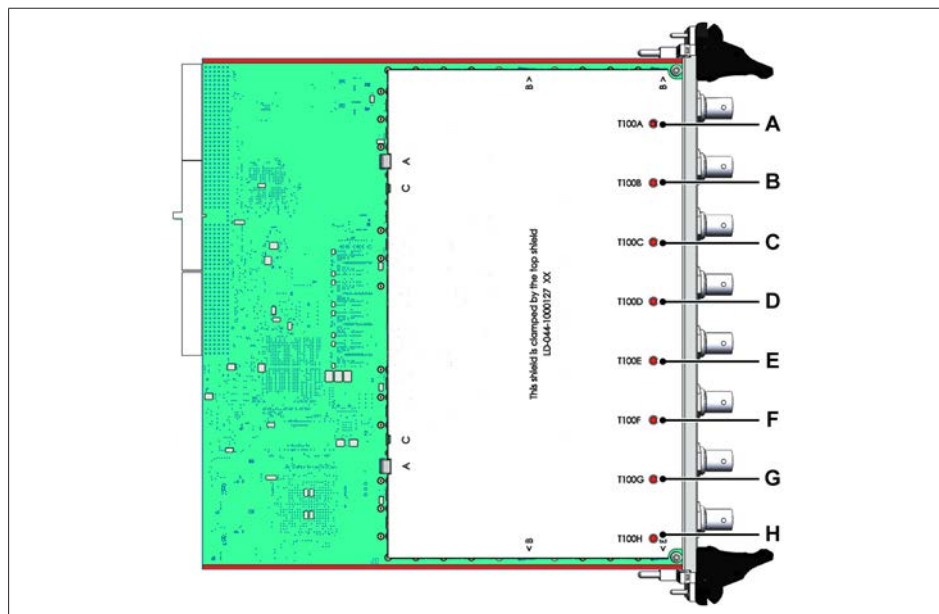 B >
B >
T100A
A
A
C
T100B
B
T100C
C
This shield is clamped by the top shield
LD-044-1000127 XX
T100D
D
T100E
E
T100F
F
C
A
T100G
G
T100H
H
< B